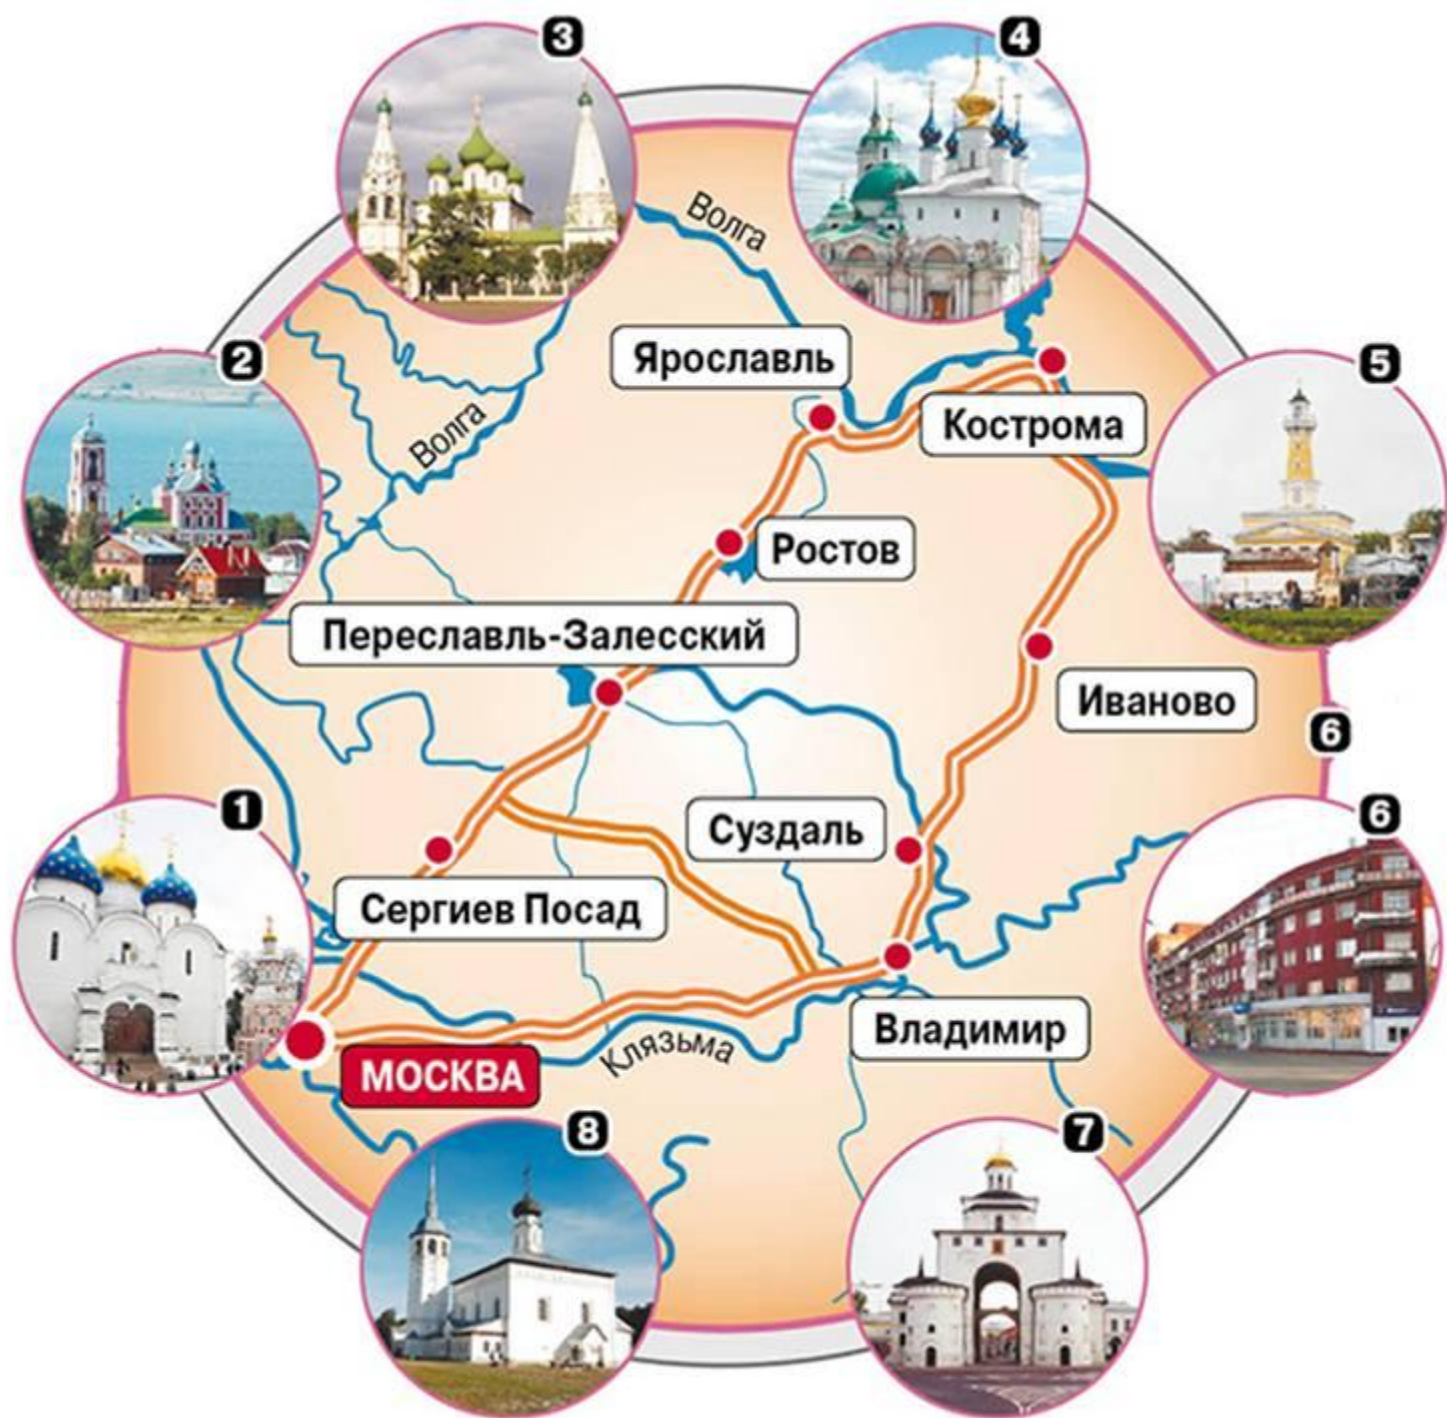 3
4
Волга
Ярославль
2
5
Кострома
Волга
Ростов
Переславль-Залесский
Иваново
6
1
6
Суздаль
Сергиев Посад
Владимир
Клязьма
МОСКВА
8
7